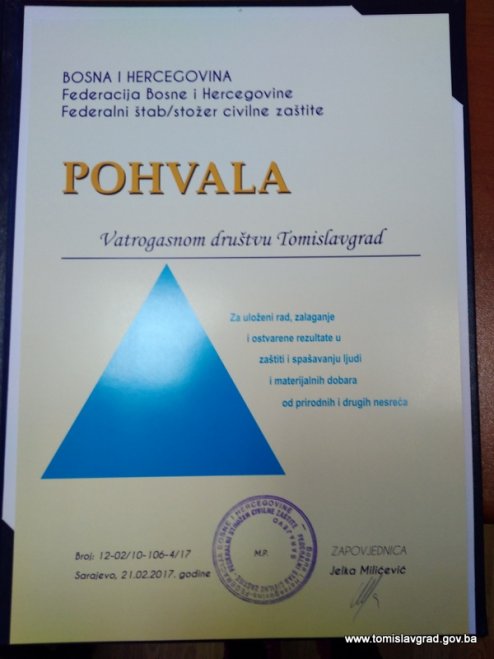 BOSNA I HERCEGOVINA
Federacija Bosne i Hercegovine
Federalni štab/stožer civilne zaštite
POHVALA
Vatrogasnom društvu Tomislavgrad
Za uloženi rad, zalaganje
i ostvarene rezultate u
zaštiti i spašavanju ljudi
i materijalnih dobara
od prirodnih i drugih nesreća
Broj: 12-02/10-106-4/17
Sarajevo, 21.02.2017. godine
M.P.
ZAPOVJEDNICA
Jelka Milićević
www.tomislavgrad.gov.ba